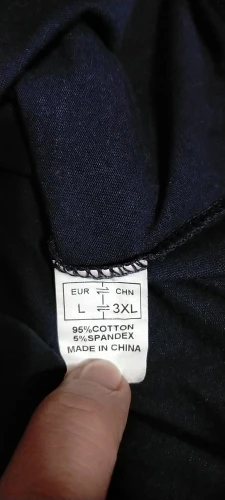 EUR ⇌ CHN
L ⇌ 3XL
95%COTTON
5%SPANDEX
MADE IN CHINA